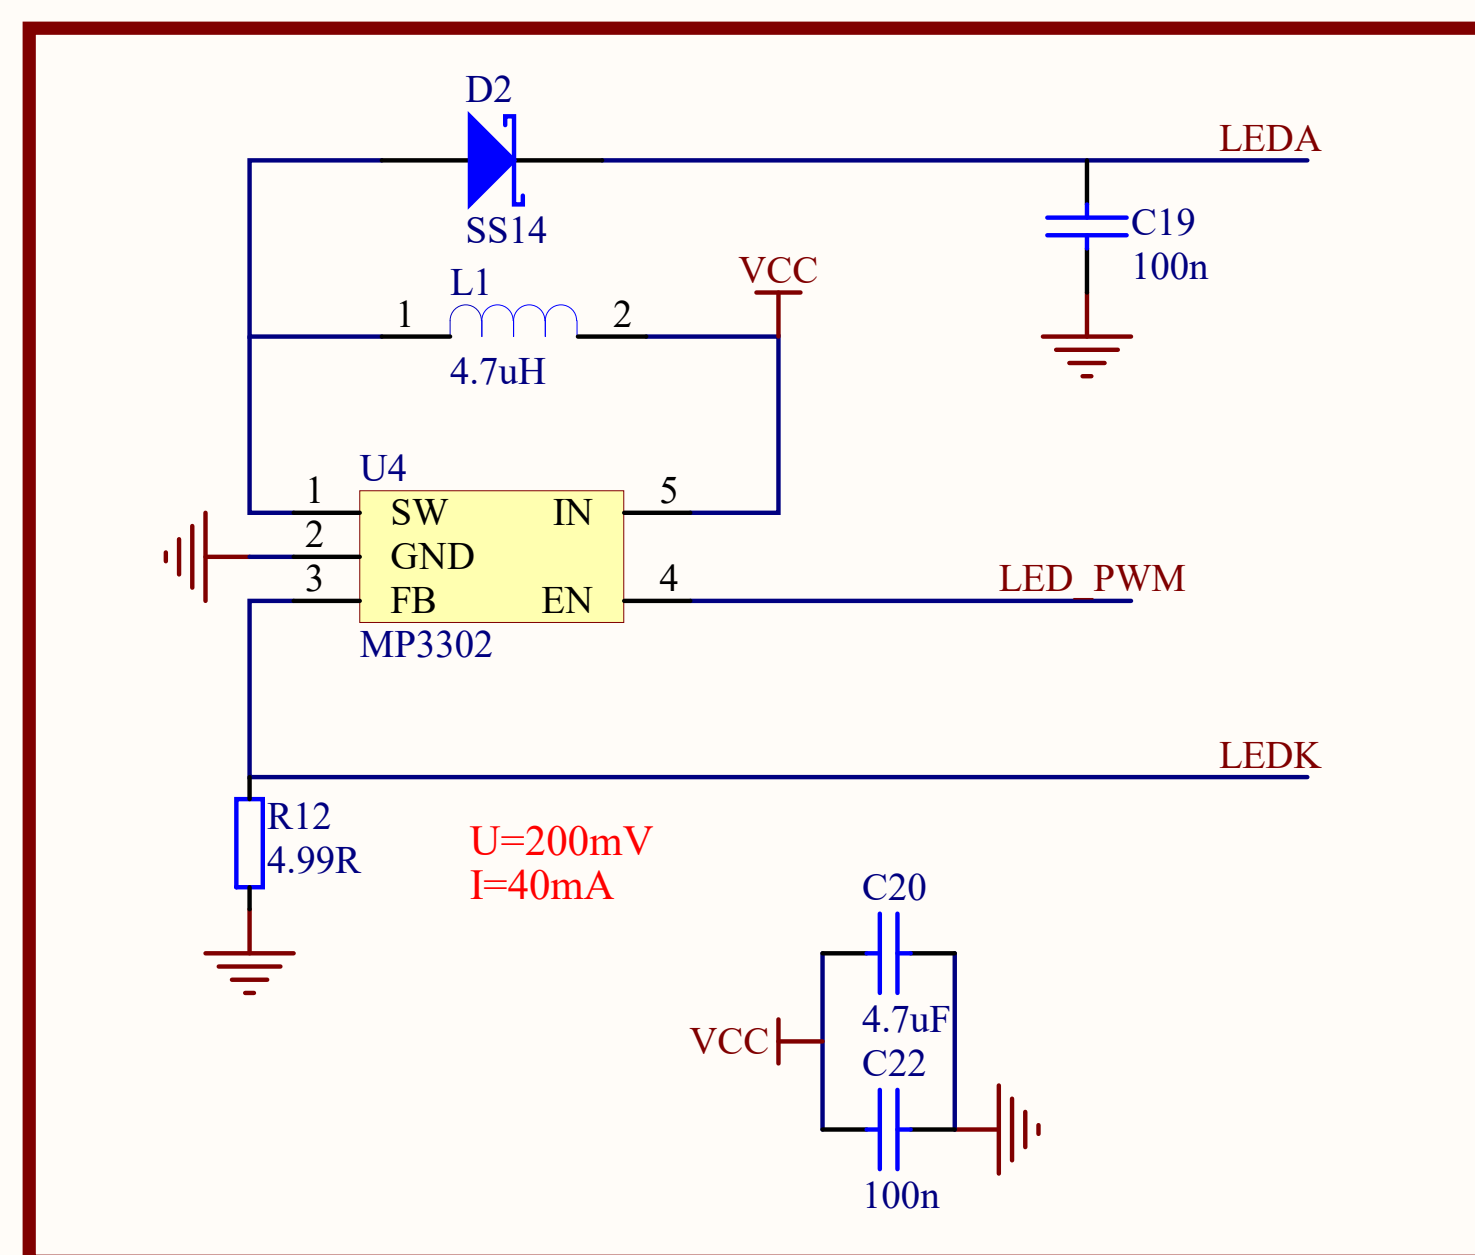 D2
LEDA
SS14
C19
100n
VCC
L1
1
2
4.7uH
U4
1
SW
IN
5
2
GND
3
FB
EN
4
LED_PWM
MP3302
LEDK
R12
4.99R
U=200mV
I=40mA
C20
4.7uF
VCC
C22
100n